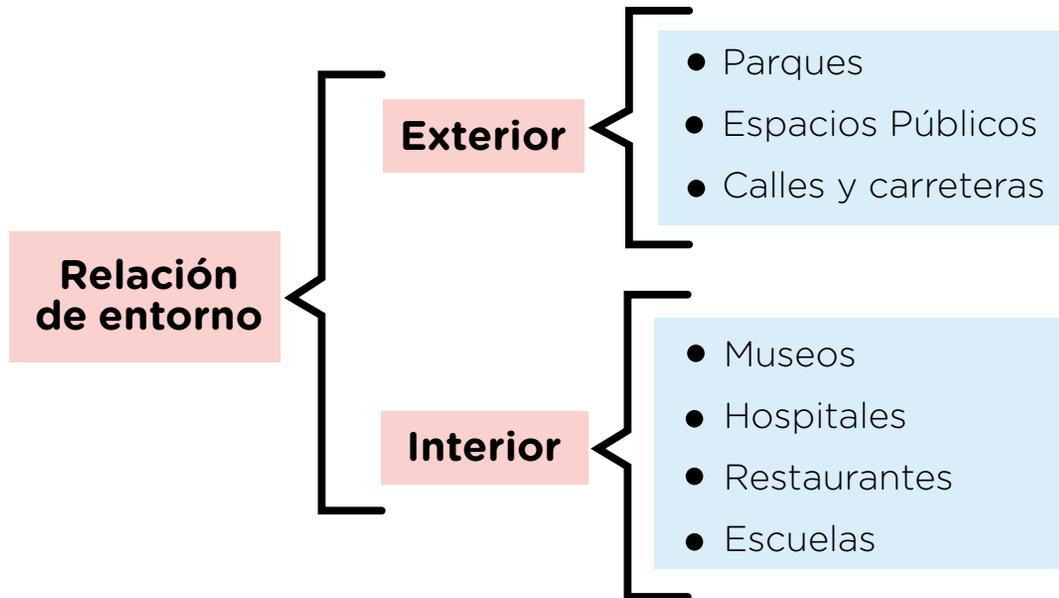 Relación
de entorno
Exterior
Parques
Espacios Públicos
Calles y carreteras
Interior
Museos
Hospitales
Restaurantes
Escuelas